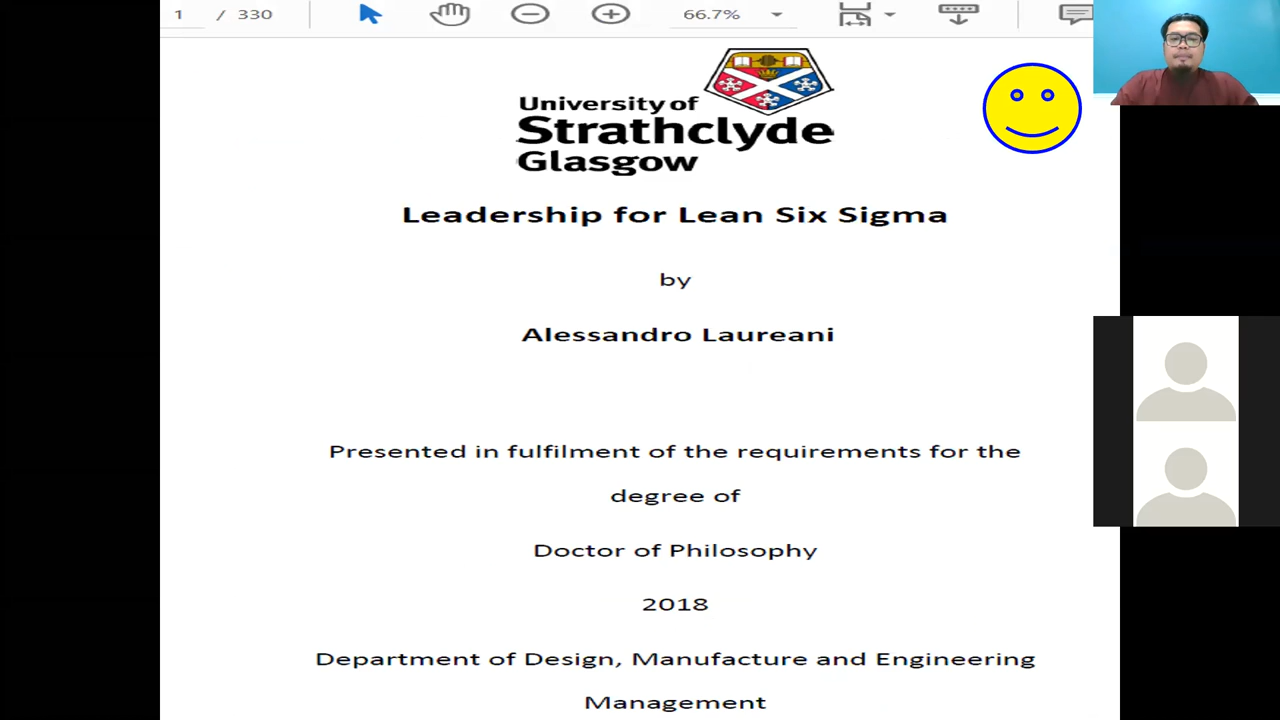 1 / 330 66.7%
University of
Strathclyde
Glasgow
Leadership for Lean Six Sigma
by
Alessandro Laureani
Presented in fulfilment of the requirements for the
degree of
Doctor of Philosophy
2018
Department of Design, Manufacture and Engineering
Management